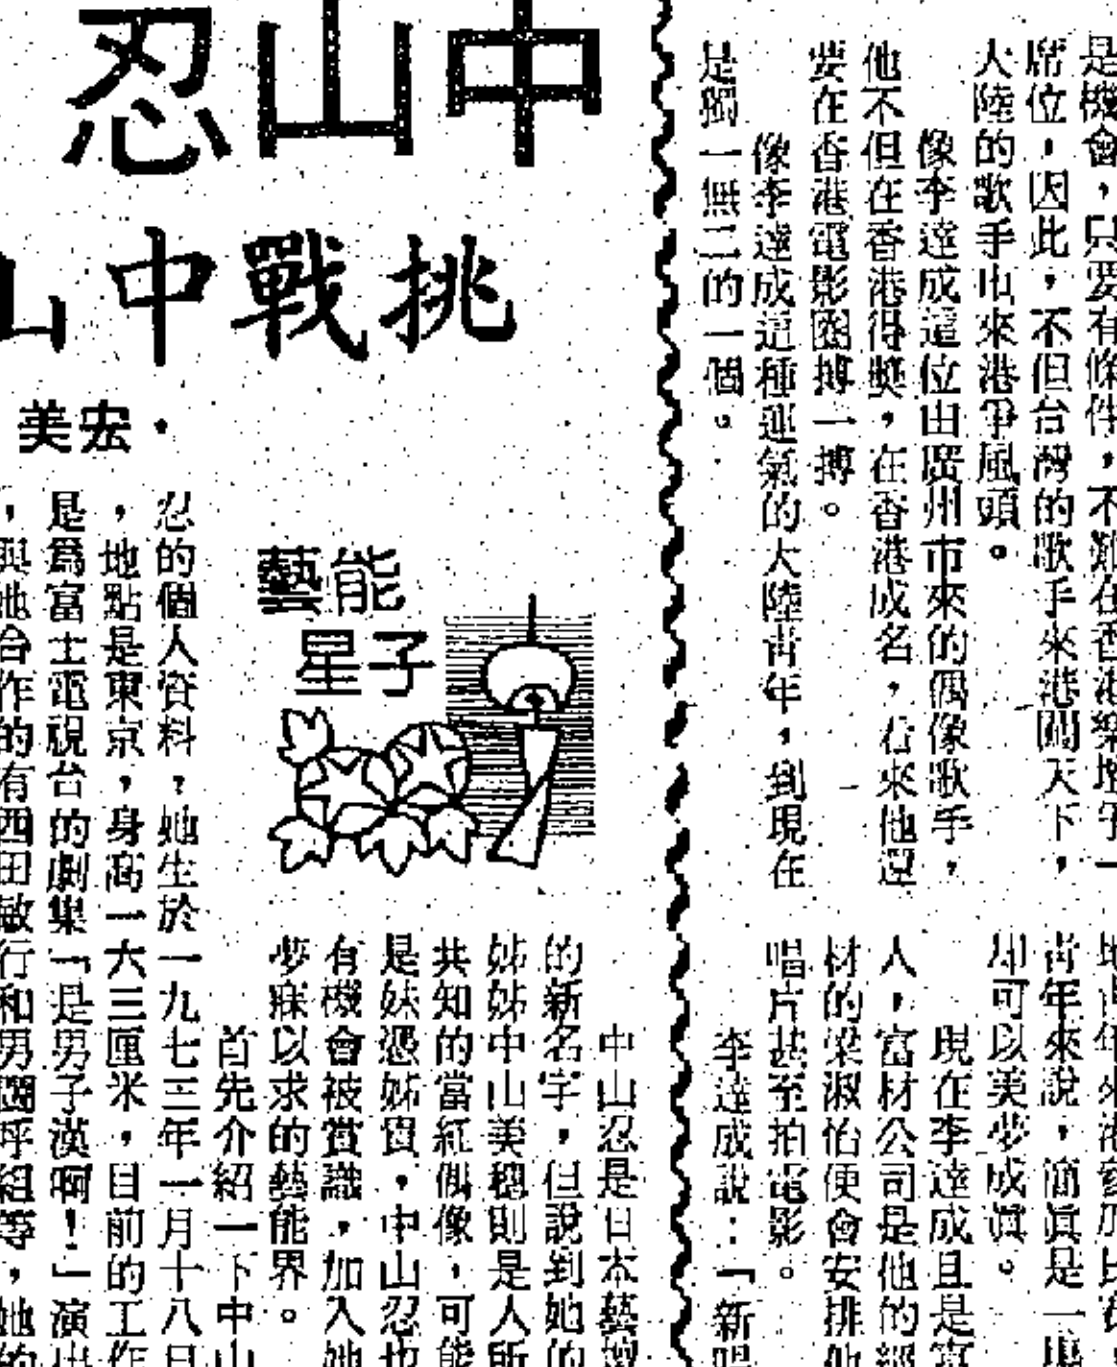 是機會,只要有條件,不難在香港樂壇爭一
席位,因此,不但台灣的歌手來港闖天下,
大陸的歌手也來港爭風頭。
像李達成這位由廣州市來的偶像歌手,
他不但在香港得獎,在香港成名,看來他還
要在香港電影圈搏一搏。
像李達成這種運氣的大陸青年,到現在
是獨一無二的一個。
青年來港參加比賽
青年來說,簡直是一
却可以美夢成眞。
現在李達成且是富
人,富材公司是他的經
材的梁淑怡便會安排他
唱片甚至拍電影。
李達成說:「新唱
中山忍
挑戰中山
・宏美
藝能
星子
中山忍是日本藝壇
的新名字,但說到她的
姊姊中山美穗則是人所
共知的當紅偶像,可能
是妹憑姊貴,中山忍也
有機會被賞識,加入她
夢寐以求的藝能界。
首先介紹一下中山
忍的個人資料,她生於一九七三年一月十八日
,地點是東京,身高一六三厘米,目前的工作
是爲富士電視台的劇集「是男子漢啊!」演出
,與她合作的有西田敏行和男闘呼組等,她的